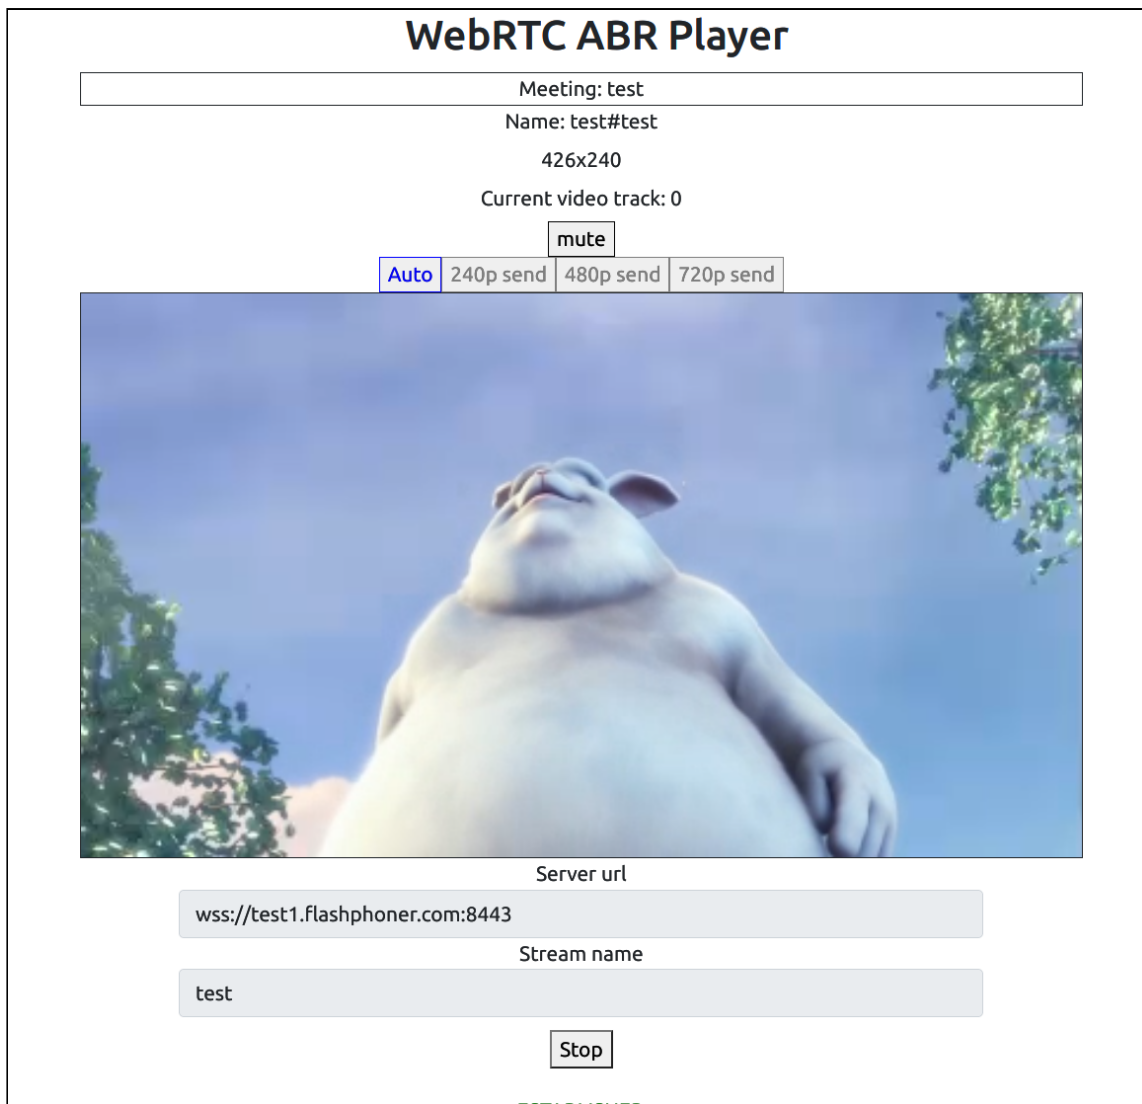 WebRTC ABR Player
Meeting: test
Name: test#test
426x240
Current video track: 0
mute
Auto 240p send 480p send 720p send
Server url
wss://test1.flashphoner.com:8443
Stream name
test
Stop